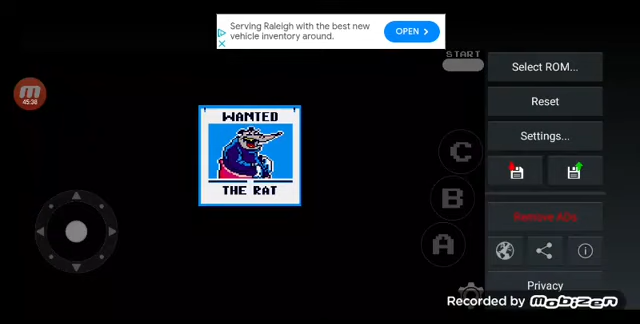 Serving Raleigh with the best new
vehicle inventory around.
OPEN
START
Select ROM...
45:38
Reset
WANTED
Settings...
C
THE RAT
B
Remove ADs
A
Privacy
Recorded by MOBIZEN